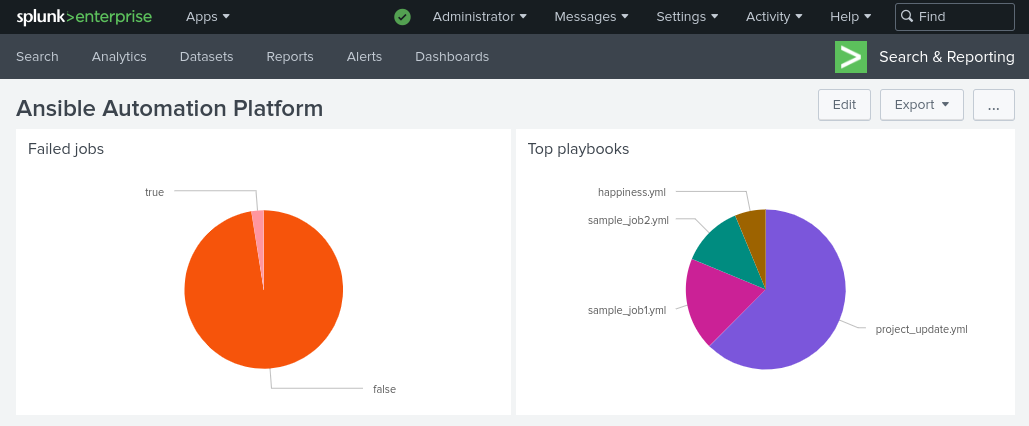 splunk>enterprise Apps Administrator Messages Settings Activity Help Find
Search Analytics Datasets Reports Alerts Dashboards Search & Reporting
Ansible Automation Platform Edit Export ...
Failed jobs
true
false
Top playbooks
happiness.yml
sample_job2.yml
sample_job1.yml
project_update.yml